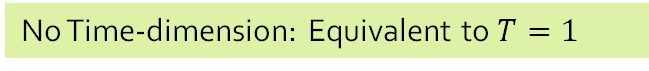 No Time-dimension: Equivalent to T = 1